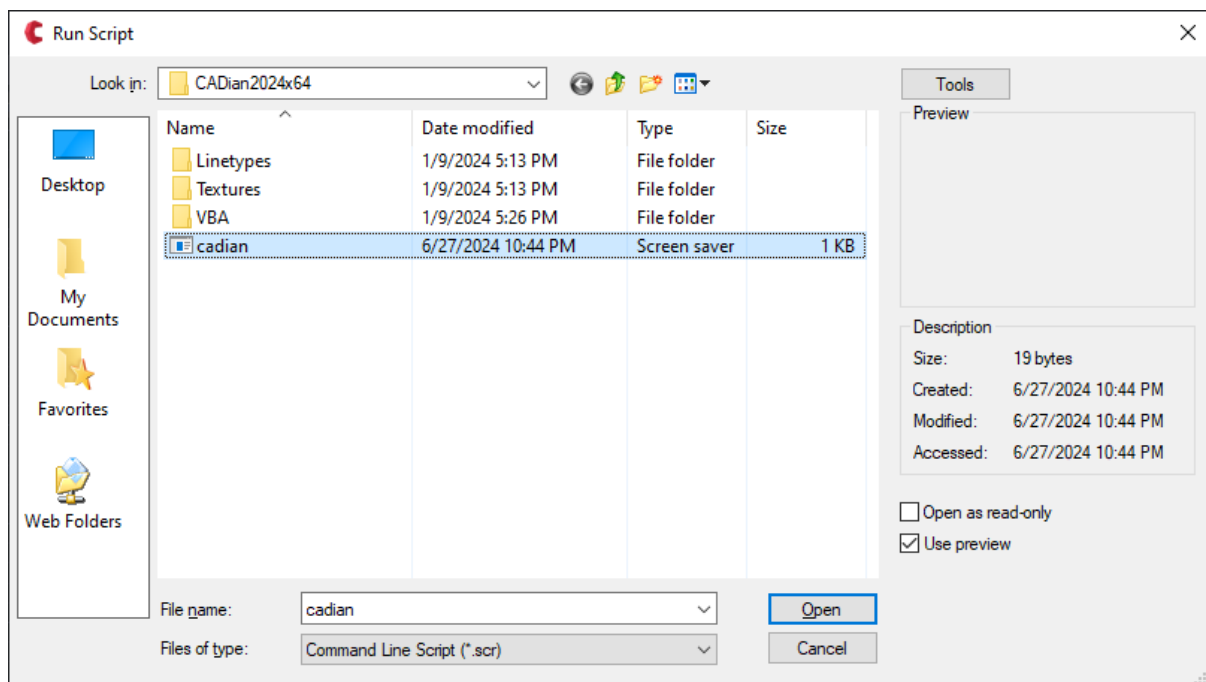 Run Script
Look in: CADian2024x64
Tools
Name Date modified Type Size
Linetypes 1/9/2024 5:13 PM File folder
Textures 1/9/2024 5:13 PM File folder
VBA 1/9/2024 5:26 PM File folder
cadian 6/27/2024 10:44 PM Screen saver 1 KB
Desktop
My
Documents
Favorites
Web Folders
Preview
Description
Size: 19 bytes
Created: 6/27/2024 10:44 PM
Modified: 6/27/2024 10:44 PM
Accessed: 6/27/2024 10:44 PM
Open as read-only
Use preview
File name: cadian
Open
Files of type: Command Line Script (*.scr)
Cancel